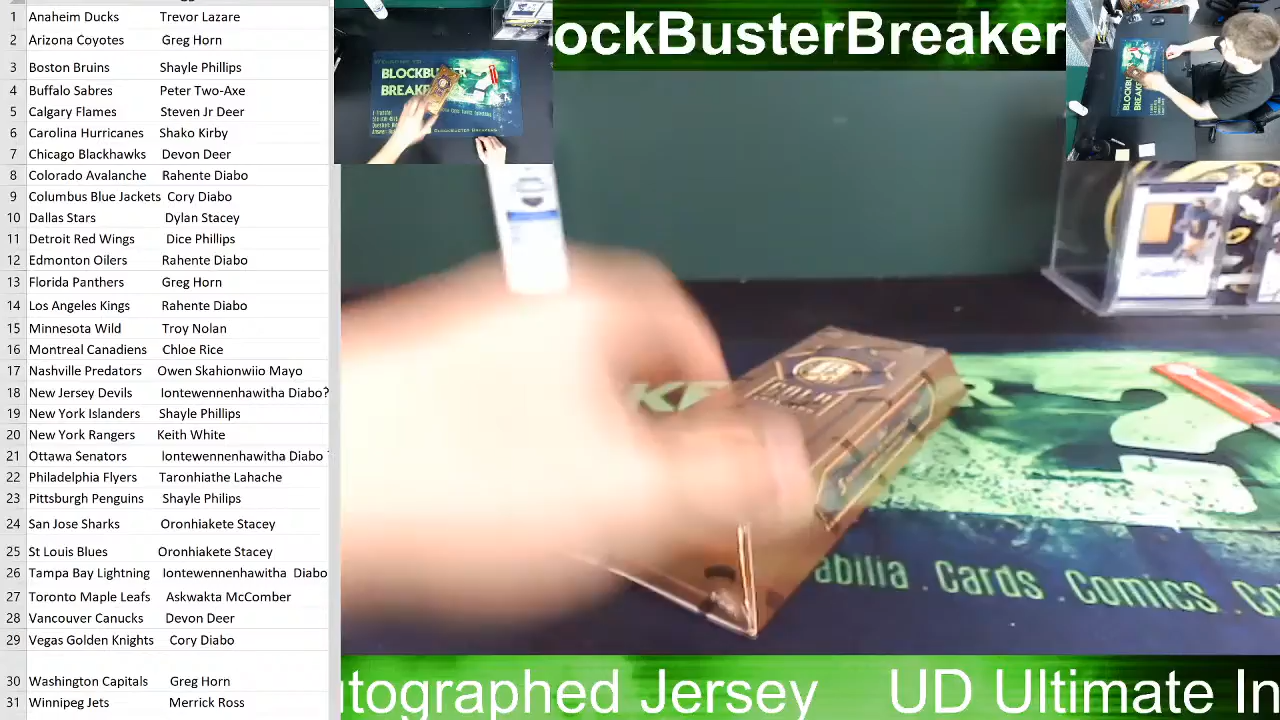 1 Anaheim Ducks Trevor Lazare
Arizona Coyotes Greg Horn
Boston Bruins Shayle Phillips
Buffalo Sabres Peter Two-Axe
Calgary Flames Steven Jr Deer
Carolina Hurricanes Shako Kirby
Chicago Blackhawks Devon Deer
8 Colorado Avalanche Rahente Diabo
Columbus Blue Jackets Cory Diabo
10 Dallas Stars Dylan Stacey
11 Detroit Red Wings Dice Phillips
12 Edmonton Oilers Rahente Diabo
13 Florida Panthers Greg Horn
14 Los Angeles Kings Rahente Diabo
15 Minnesota Wild Troy Nolan
16 Montreal Canadiens Chloe Rice
17 Nashville Predators Owen Skahionwiio Mayo
18 New Jersey Devils Iontewennenhawitha Diabo?
19 New York Islanders Shayle Phillips
20 New York Rangers Keith White
21 Ottawa Senators Iontewennenhawitha Diabo
22 Philadelphia Flyers Taronhiathe Lahache
23 Pittsburgh Penguins Shayle Philips
24 San Jose Sharks Oronhiakete Stacey
25 St Louis Blues Oronhiakete Stacey
26 Tampa Bay Lightning Iontewennenhawitha Diabo
27 Toronto Maple Leafs Askwakta McComber
28 Vancouver Canucks Devon Deer
29 Vegas Golden Knights Cory Diabo
30 Washington Capitals Greg Horn
31 Winnipeg Jets Merrick Ross
ockBusterBreaker
BLOCKBU
BREAKE
BLOCKBUSTER BREAKERS
KE
abilia . Cards . Comics . Co
utographed Jersey UD Ultimate In